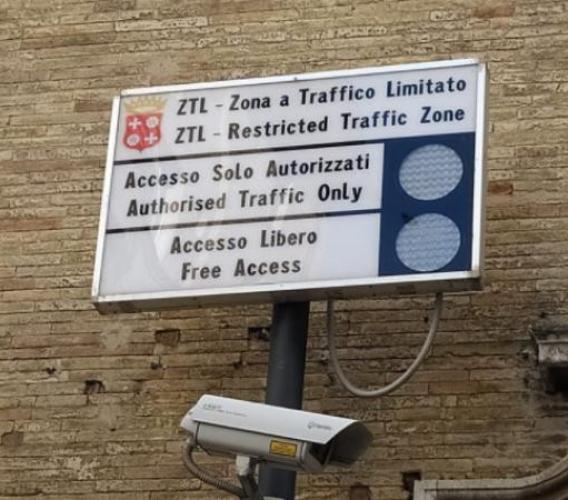 ZTL - Zona a Traffico Limitato
ZTL - Restricted Traffic Zone
Accesso Solo Autorizzati
Authorised Traffic Only
Accesso Libero
Free Access